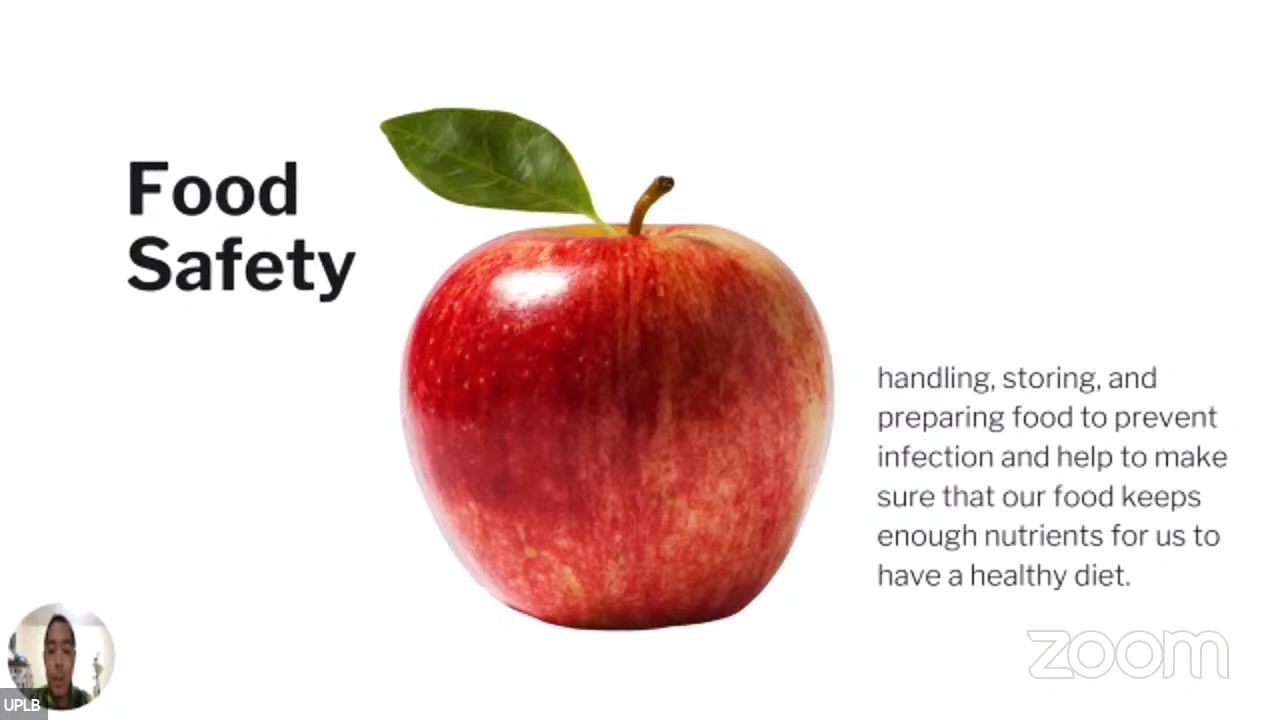 Food
Safety
handling, storing, and
preparing food to prevent
infection and help to make
sure that our food keeps
enough nutrients for us to
have a healthy diet.
zoom
UPLB